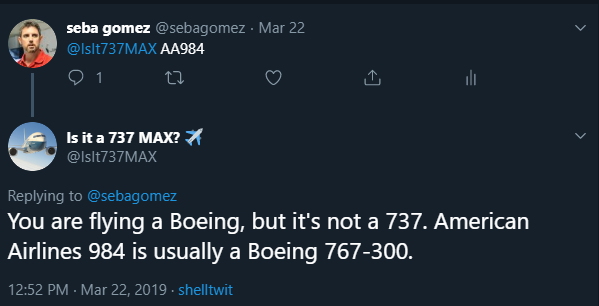 seba gomez @sebagomez · Mar 22
@IsIt737MAX AA984
1
Is it a 737 MAX? ✈️
@IsIt737MAX
Replying to @sebagomez
You are flying a Boeing, but it's not a 737. American
Airlines 984 is usually a Boeing 767-300.
12:52 PM · Mar 22, 2019 · shelltwit